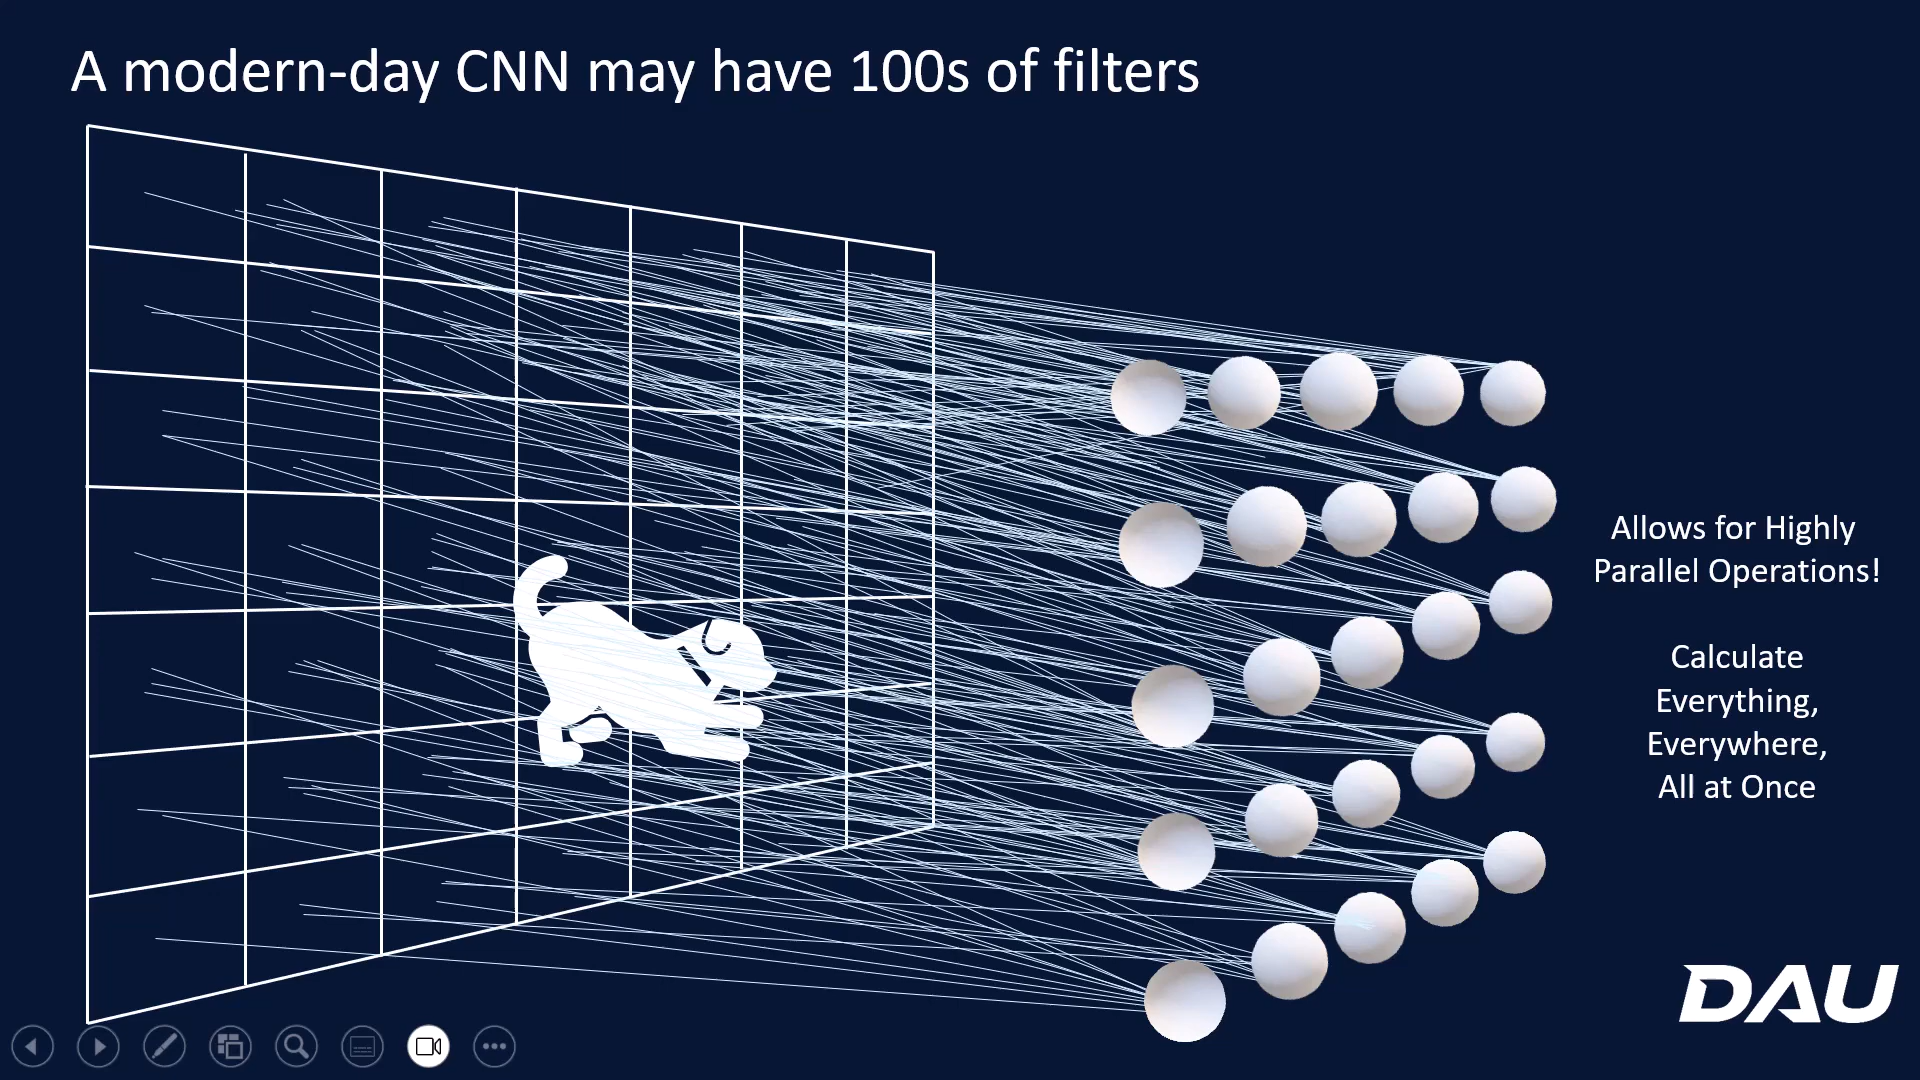 A modern-day CNN may have 100s of filters
Allows for Highly
Parallel Operations!
Calculate
Everything,
Everywhere,
All at Once
DAU